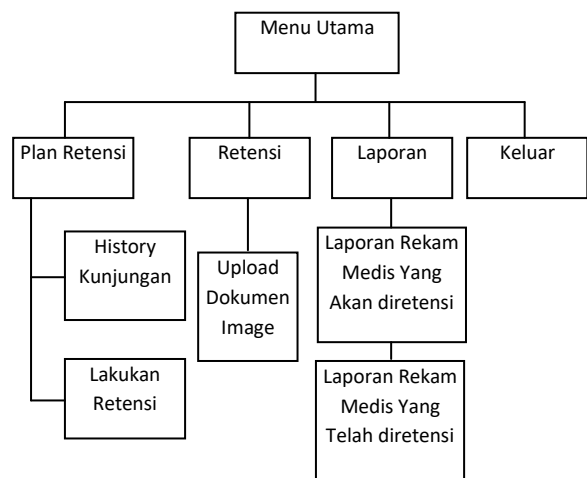 Menu Utama
Plan Retensi
Retensi
Laporan
Keluar
History
Kunjungan
Upload
Dokumen
Image
Laporan Rekam
Medis Yang
Akan diretensi
Lakukan
Retensi
Laporan Rekam
Medis Yang
Telah diretensi